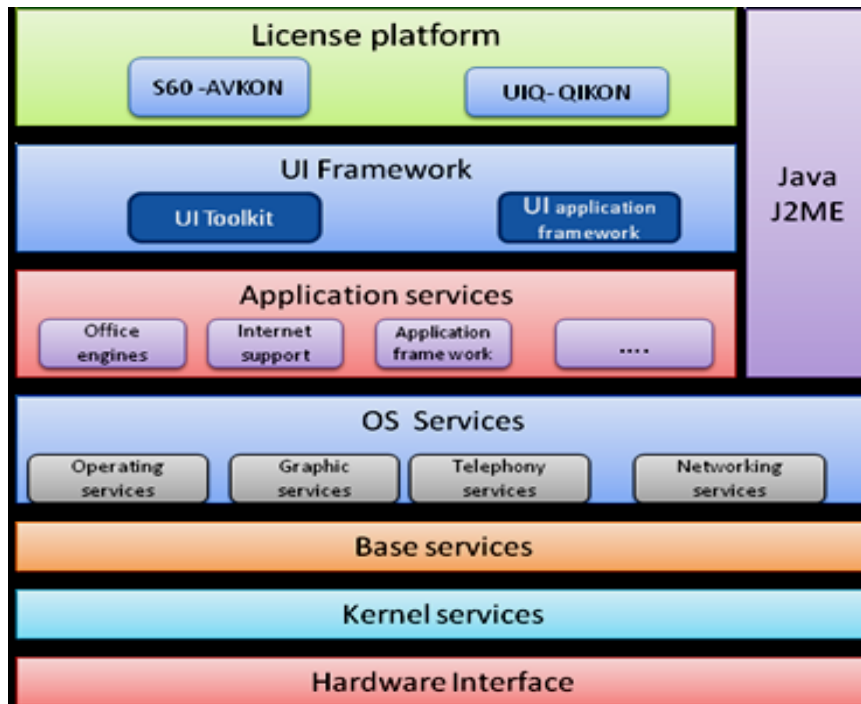 License platform
S60 -AVKON
UIQ- QIKON
UI Framework
UI Toolkit
UI application
framework
Java
J2ME
Application services
Office
engines
Internet
support
Application
frame work
....
OS Services
Operating
services
Graphic
services
Telephony
services
Networking
services
Base services
Kernel services
Hardware Interface